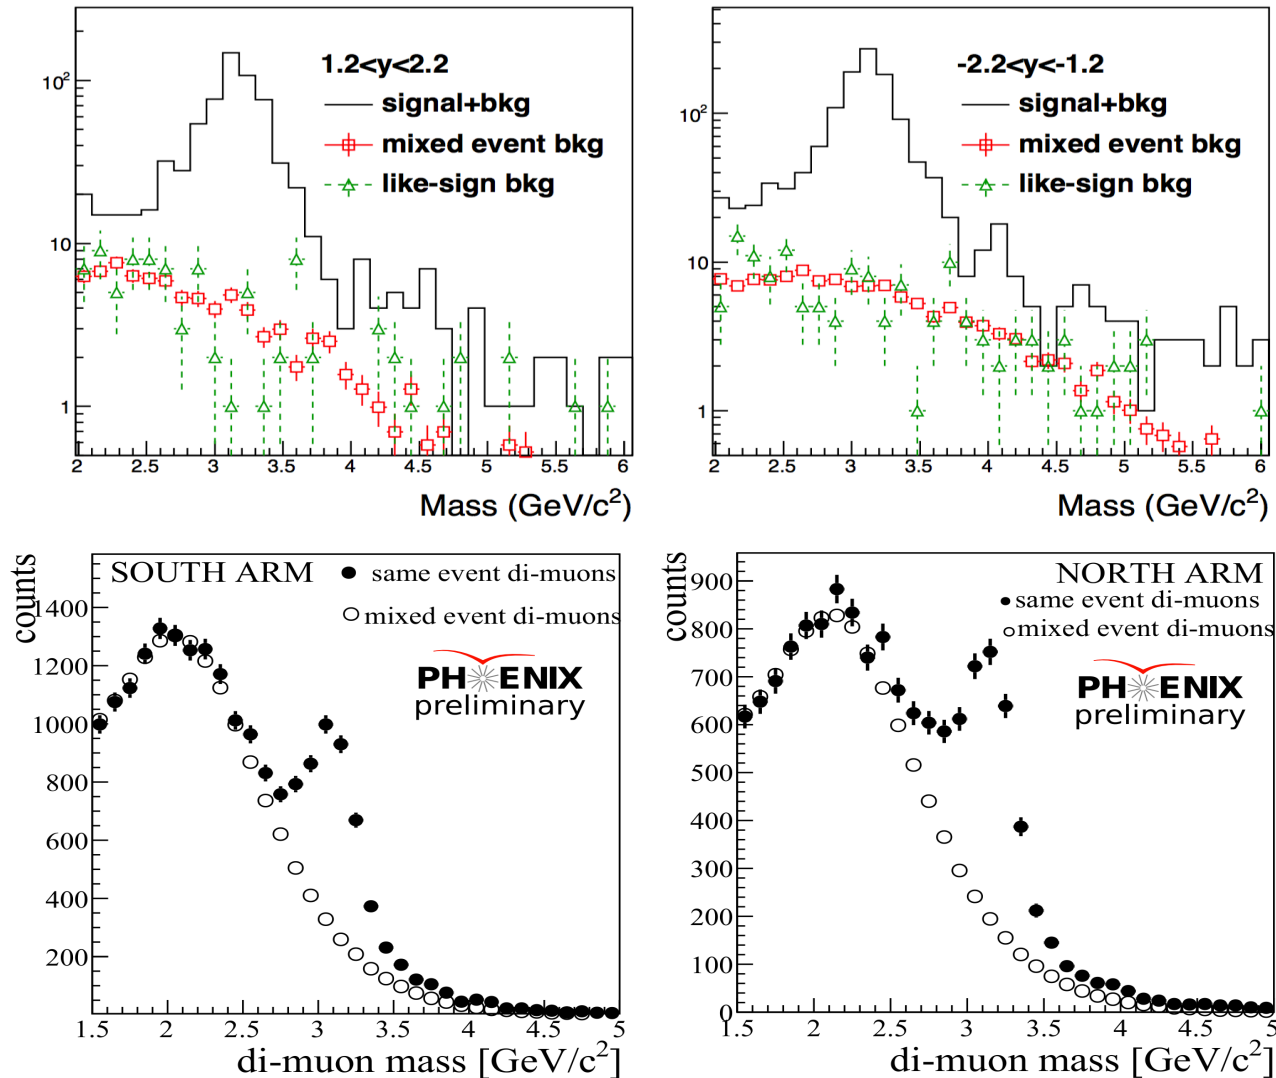 1.2<y<2.2
signal+bkg
mixed event bkg
like-sign bkg
10²
10
1
2 2.5 3 3.5 4 4.5 5 5.5 6
Mass (GeV/c²)
-2.2<y<-1.2
signal+bkg
mixed event bkg
like-sign bkg
10²
10
1
2 2.5 3 3.5 4 4.5 5 5.5 6
Mass (GeV/c²)
counts
SOUTH ARM
same event di-muons
mixed event di-muons
PHENIX
preliminary
1400
1200
1000
800
600
400
200
1.5 2 2.5 3 3.5 4 4.5 5
di-muon mass [GeV/c²]
counts
NORTH ARM
same event di-muons
mixed event di-muons
PHENIX
preliminary
900
800
700
600
500
400
300
200
100
0
1.5 2 2.5 3 3.5 4 4.5 5
di-muon mass [GeV/c²]